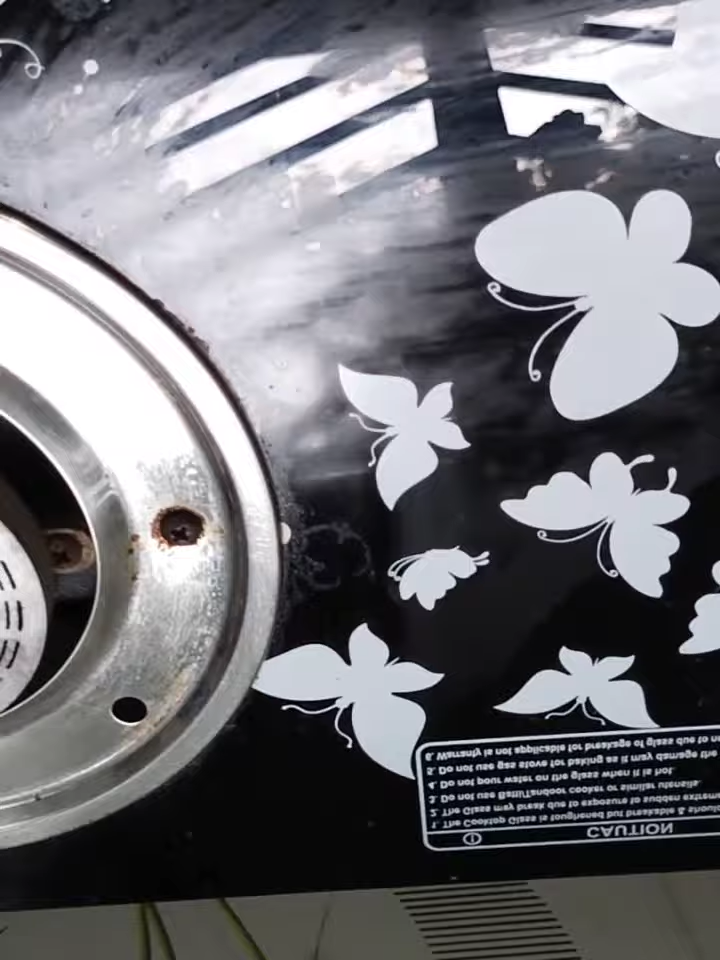 CAUTION
1. The Cooktop Glass is toughened but breakable & shoul
2. The Glass may break due to exposure to sudden extrem
3. Do not use Batti/Tandoor cooker or similar utensils.
4. Do not pour water on the glass when it is hot.
5. Do not use gas stove for baking as it may damage the
6. Warranty is not applicable for breakage of glass due to